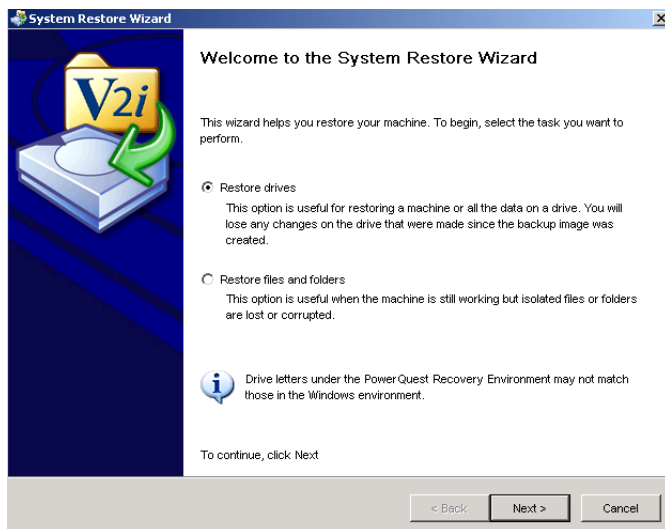 System Restore Wizard
V2i
Welcome to the System Restore Wizard
This wizard helps you restore your machine. To begin, select the task you want to
perform.
Restore drives
This option is useful for restoring a machine or all the data on a drive. You will
lose any changes on the drive that were made since the backup image was
created.
Restore files and folders
This option is useful when the machine is still working but isolated files or folders
are lost or corrupted.
Drive letters under the PowerQuest Recovery Environment may not match
those in the Windows environment.
To continue, click Next
< Back Next > Cancel